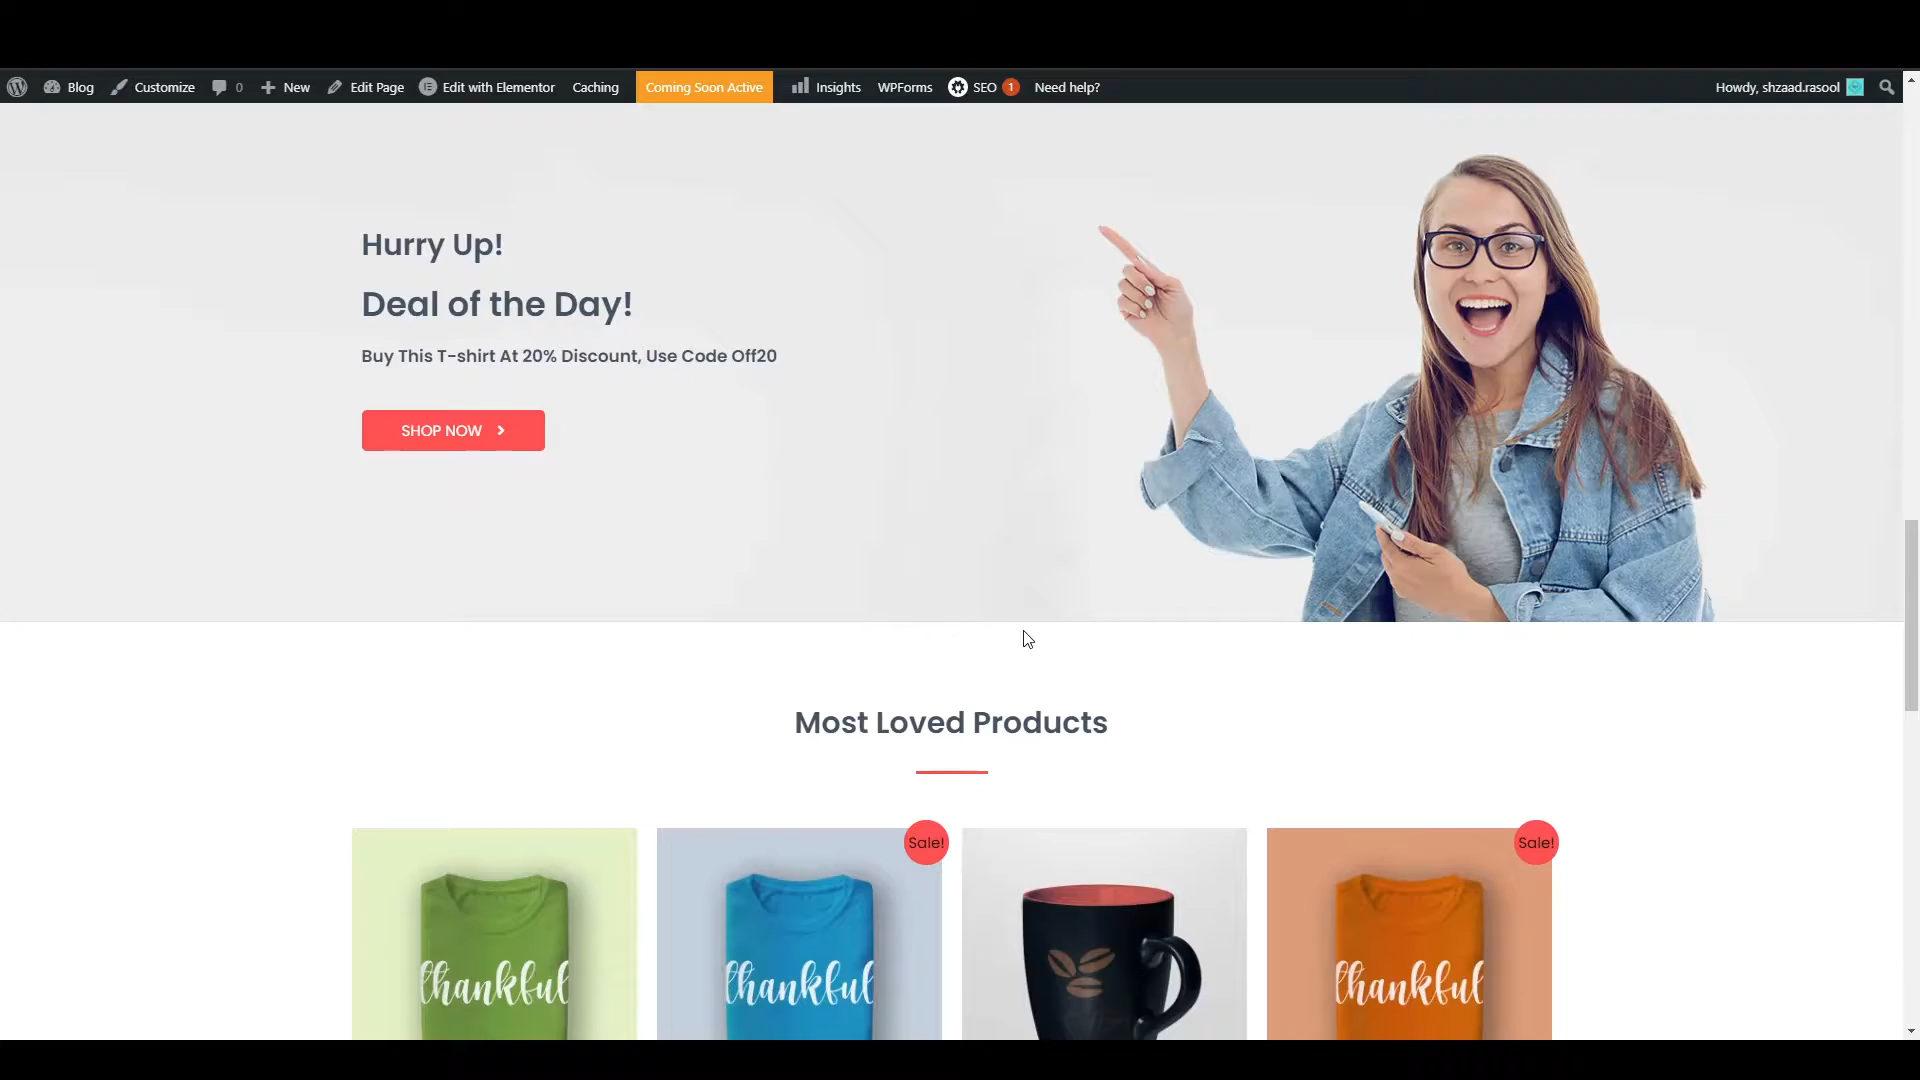 Blog Customize 0 New Edit Page Edit with Elementor Caching Coming Soon Active Insights WPForms SEO 1 Need help? Howdy, shzaad.rasool
Hurry Up!
Deal of the Day!
Buy This T-shirt At 20% Discount, Use Code Off20
SHOP NOW
Most Loved Products
Sale! Sale!
thankful thankful thankful